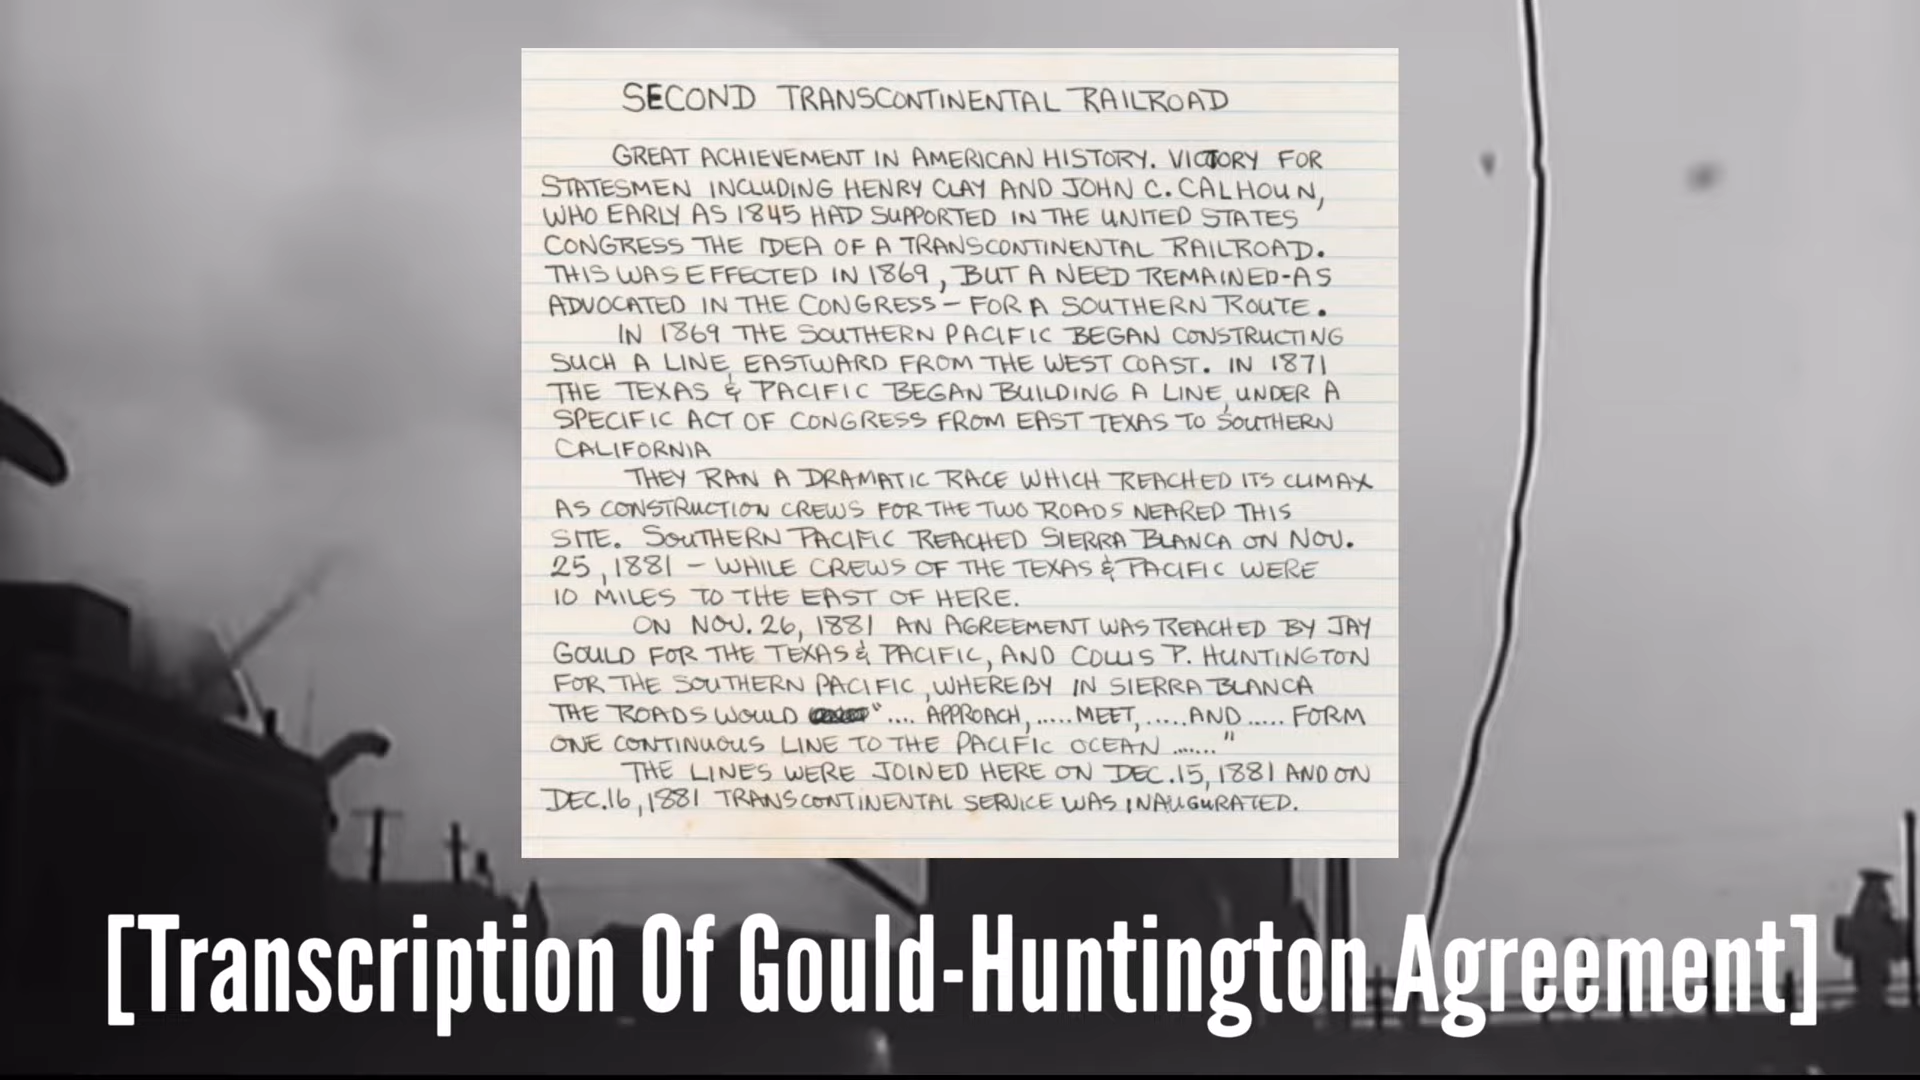 SECOND TRANSCONTINENTAL RAILROAD
GREAT ACHIEVEMENT IN AMERICAN HISTORY. VICTORY FOR
STATESMEN INCLUDING HENRY CLAY AND JOHN C. CALHOUN,
WHO EARLY AS 1845 HAD SUPPORTED IN THE UNITED STATES
CONGRESS THE IDEA OF A TRANSCONTINENTAL RAILROAD.
THIS WAS EFFECTED IN 1869, BUT A NEED REMAINED-AS
ADVOCATED IN THE CONGRESS – FOR A SOUTHERN ROUTE.
IN 1869 THE SOUTHERN PACIFIC BEGAN CONSTRUCTING
SUCH A LINE, EASTWARD FROM THE WEST COAST. IN 1871
THE TEXAS & PACIFIC BEGAN BUILDING A LINE, UNDER A
SPECIFIC ACT OF CONGRESS FROM EAST TEXAS TO SOUTHERN
CALIFORNIA
THEY RAN A DRAMATIC RACE WHICH REACHED ITS CLIMAX
AS CONSTRUCTION CREWS FOR THE TWO ROADS NEARED THIS
SITE. SOUTHERN PACIFIC REACHED SIERRA BLANCA ON NOV.
25, 1881 – WHILE CREWS OF THE TEXAS & PACIFIC WERE
10 MILES TO THE EAST OF HERE.
ON NOV. 26, 1881 AN AGREEMENT WAS REACHED BY JAY
GOULD FOR THE TEXAS & PACIFIC, AND COLLIS P. HUNTINGTON
FOR THE SOUTHERN PACIFIC, WHEREBY IN SIERRA BLANCA
THE ROADS WOULD ".... APPROACH, ..... MEET, ..... AND ..... FORM
ONE CONTINUOUS LINE TO THE PACIFIC OCEAN ......."
THE LINES WERE JOINED HERE ON DEC. 15, 1881 AND ON
DEC. 16, 1881 TRANSCONTINENTAL SERVICE WAS INAUGURATED.
[Transcription Of Gould-Huntington Agreement]